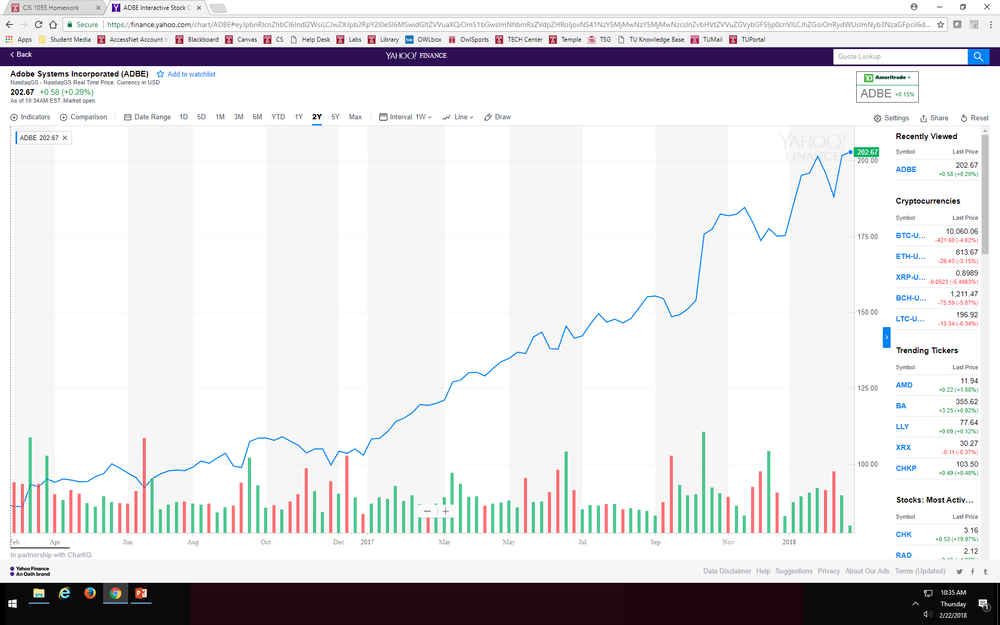 CIS 1055 Homework
ADBE Interactive Stock C
Secure
https://finance.yahoo.com/chart/ADBE#eyJpbnRlcnZhbCI6IndlZWsiLCJwZXJpb2RpY2l0eSI6MSwidGltZVVuaXQiOm51bGwsImNhbmRsZVdpZHRoIjoxNS41NzY5MjMwNzY5MjMwNzcsInZvbHVtZVVuZGVybGF5Ijp0cnVlLCJhZGoiOnRydWUsImNyb3NzaGFpciI6d...
Apps
Student Media
AccessNet Account I
Blackboard
Canvas
CS
Help Desk
Labs
Library
OWLbox
OwlSports
TECH Center
Temple
TSG
TU Knowledge Base
TUMail
TUPortal
Back
YAHOO! FINANCE
Quote Lookup
Adobe Systems Incorporated (ADBE)
Add to watchlist
NasdaqGS - NasdaqGS Real Time Price. Currency in USD
202.67 +0.58 (+0.29%)
As of 10:34AM EST. Market open.
TD Ameritrade
ADBE +0.15%
Indicators
Comparison
Date Range 1D 5D 1M 3M 6M YTD 1Y 2Y 5Y Max
Interval 1W
Line
Draw
Settings
Share
Reset
ADBE 202.67
YAHOO!
FINANCE
202.67
200.00
175.00
150.00
125.00
100.00
Feb Apr Jun Aug Oct Dec 2017 Mar May Jul Sep Nov 2018
In partnership with ChartIQ
Recently Viewed
Symbol Last Price
ADBE 202.67
+0.58 (+0.29%)
Cryptocurrencies
Symbol Last Price
BTC-U... 10,060.06
-421.60 (-4.02%)
ETH-U... 813.67
-26.43 (-3.15%)
XRP-U... 0.8989
-0.0523 (-5.4983%)
BCH-U... 1,211.47
-75.59 (-5.87%)
LTC-U... 196.92
-13.34 (-6.34%)
Trending Tickers
Symbol Last Price
AMD 11.94
+0.22 (+1.88%)
BA 355.62
+3.25 (+0.92%)
LLY 77.64
+0.09 (+0.12%)
XRX 30.27
-0.11 (-0.37%)
CHKP 103.50
+0.49 (+0.48%)
Stocks: Most Activ...
Symbol Last Price
CHK 3.16
+0.53 (+19.97%)
RAD 2.12
Yahoo Finance
An Oath brand
Data Disclaimer Help Suggestions Privacy About Our Ads Terms (Updated)
10:35 AM
Thursday
2/22/2018
1